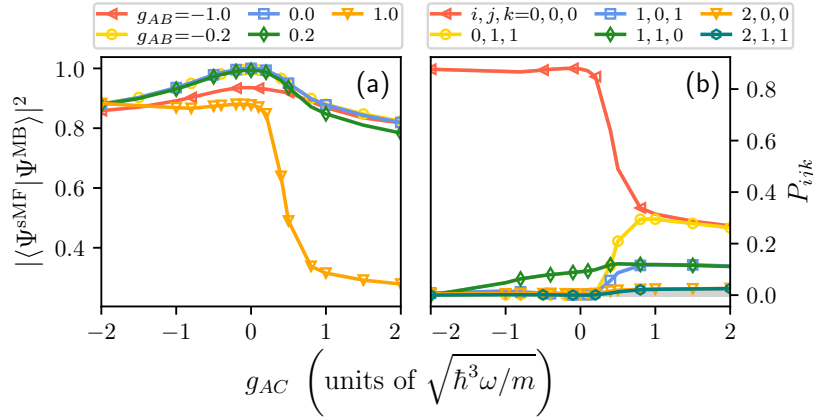 g_AB=−1.0 0.0 1.0
g_AB=−0.2 0.2
i, j, k=0, 0, 0 1, 0, 1 2, 0, 0
0, 1, 1 1, 1, 0 2, 1, 1
(a) (b)
|⟨Ψ^sMF|Ψ^MB⟩|^2
1.0
0.8
0.6
0.4
P_ijk
0.8
0.6
0.4
0.2
0.0
−2 −1 0 1 2
−2 −1 0 1 2
g_AC (units of √ħ^3ω/m)